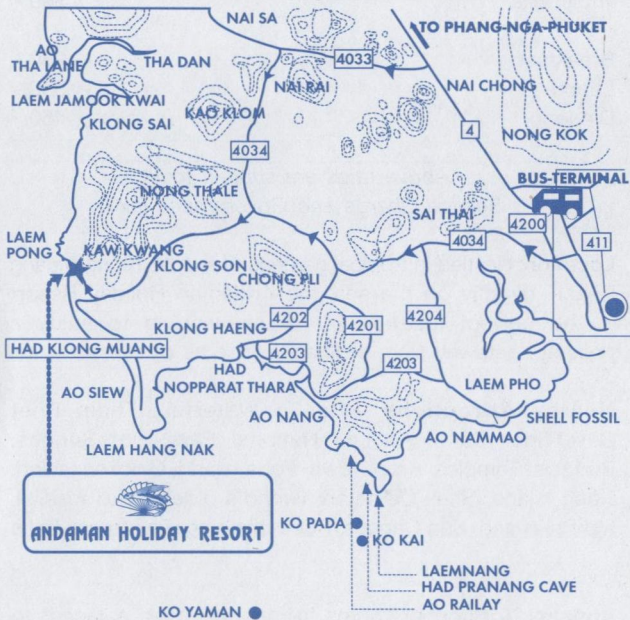 NAI SA
TO PHANG-NGA-PHUKET
AO
THA LANE
THA DAN
4033
NAI RAI
NAI CHONG
LAEM JAMOOK KWAI
KLONG SAI
KAO KLOM
4
NONG KOK
4034
BUS-TERMINAL
NONG THALE
SAI THAI
4200
LAEM
PONG
KAW KWANG
4034
411
KLONG SON
CHONG PLI
KLONG HAENG
4202
4201
4204
HAD KLONG MUANG
4203
4203
HAD
NOPPARAT THARA
LAEM PHO
AO SIEW
AO NANG
SHELL FOSSIL
LAEM HANG NAK
AO NAMMAO
ANDAMAN HOLIDAY RESORT
KO PADA
KO KAI
LAEMNANG
HAD PRANANG CAVE
AO RAILAY
KO YAMAN